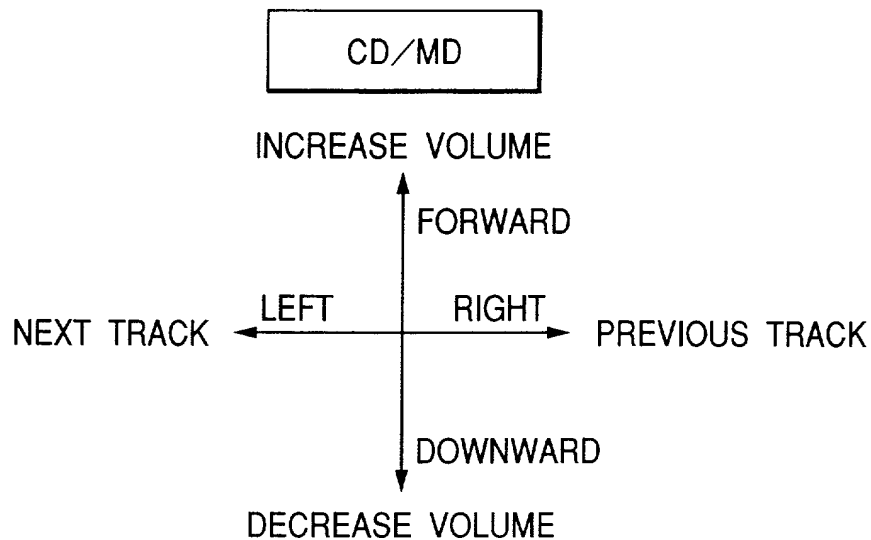 CD/MD
INCREASE VOLUME
FORWARD
LEFT RIGHT
NEXT TRACK PREVIOUS TRACK
DOWNWARD
DECREASE VOLUME